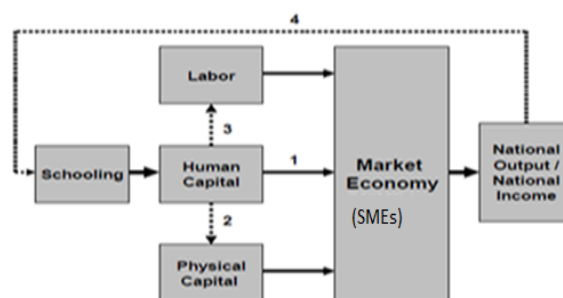 4
Labor
3
Schooling
Human
Capital
1
2
Physical
Capital
Market
Economy
(SMEs)
National
Output /
National
Income